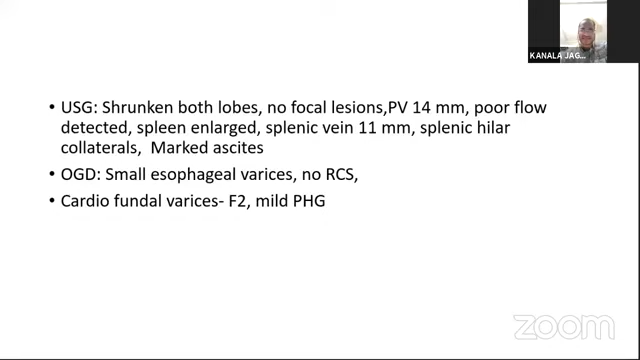 KANALA JAG...
• USG: Shrunken both lobes, no focal lesions,PV 14 mm, poor flow
detected, spleen enlarged, splenic vein 11 mm, splenic hilar
collaterals, Marked ascites
• OGD: Small esophageal varices, no RCS,
• Cardio fundal varices- F2, mild PHG
zoom